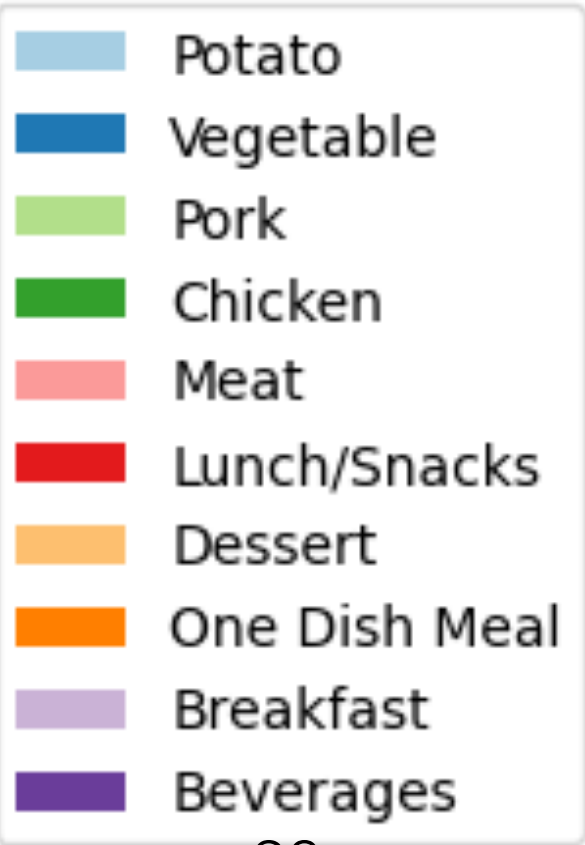 Potato
Vegetable
Pork
Chicken
Meat
Lunch/Snacks
Dessert
One Dish Meal
Breakfast
Beverages